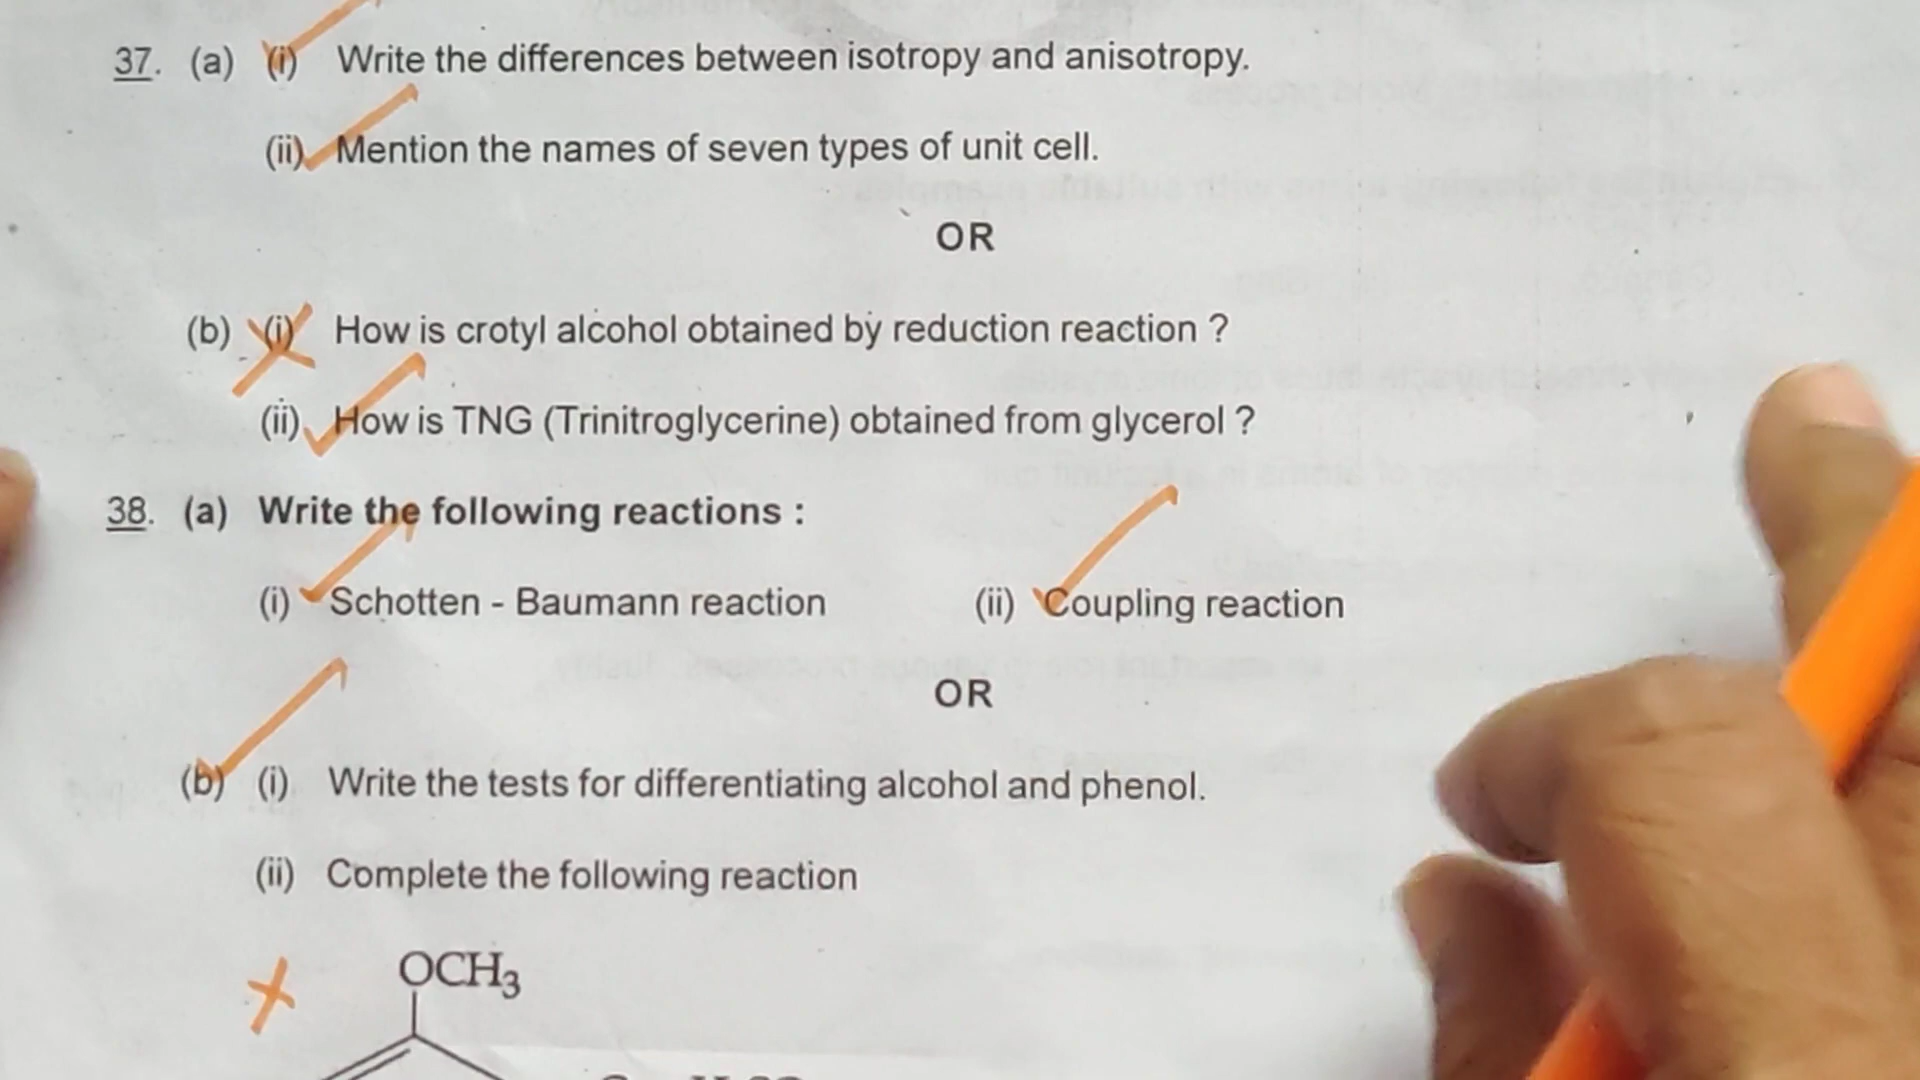 37. (a) (i) Write the differences between isotropy and anisotropy.
(ii) Mention the names of seven types of unit cell.
OR
(b) (i) How is crotyl alcohol obtained by reduction reaction ?
(ii) How is TNG (Trinitroglycerine) obtained from glycerol ?
38. (a) Write the following reactions :
(i) Schotten - Baumann reaction (ii) Coupling reaction
OR
(b) (i) Write the tests for differentiating alcohol and phenol.
(ii) Complete the following reaction
OCH3